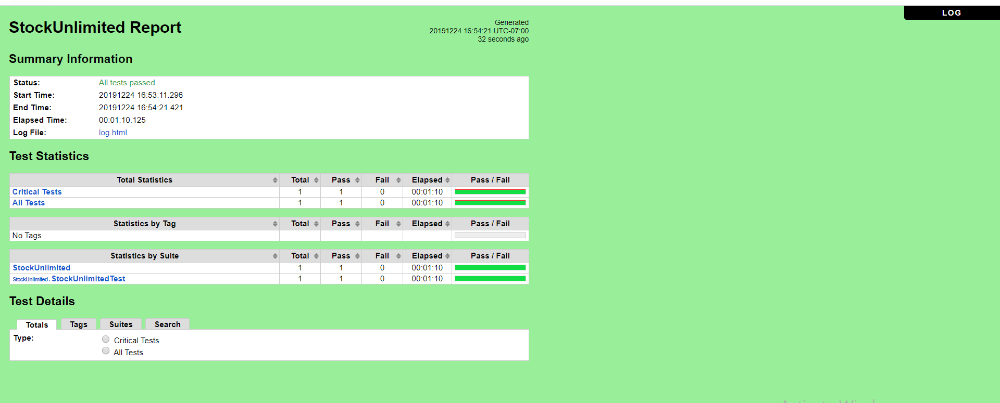 LOG
StockUnlimited Report
Generated
20191224 16:54:21 UTC-07:00
32 seconds ago
Summary Information
Status: All tests passed
Start Time: 20191224 16:53:11.296
End Time: 20191224 16:54:21.421
Elapsed Time: 00:01:10.125
Log File: log.html
Test Statistics
Total Statistics Total Pass Fail Elapsed Pass / Fail
Critical Tests 1 1 0 00:01:10
All Tests 1 1 0 00:01:10
Statistics by Tag Total Pass Fail Elapsed Pass / Fail
No Tags
Statistics by Suite Total Pass Fail Elapsed Pass / Fail
StockUnlimited 1 1 0 00:01:10
StockUnlimited . StockUnlimitedTest 1 1 0 00:01:10
Test Details
Totals Tags Suites Search
Type: Critical Tests
All Tests